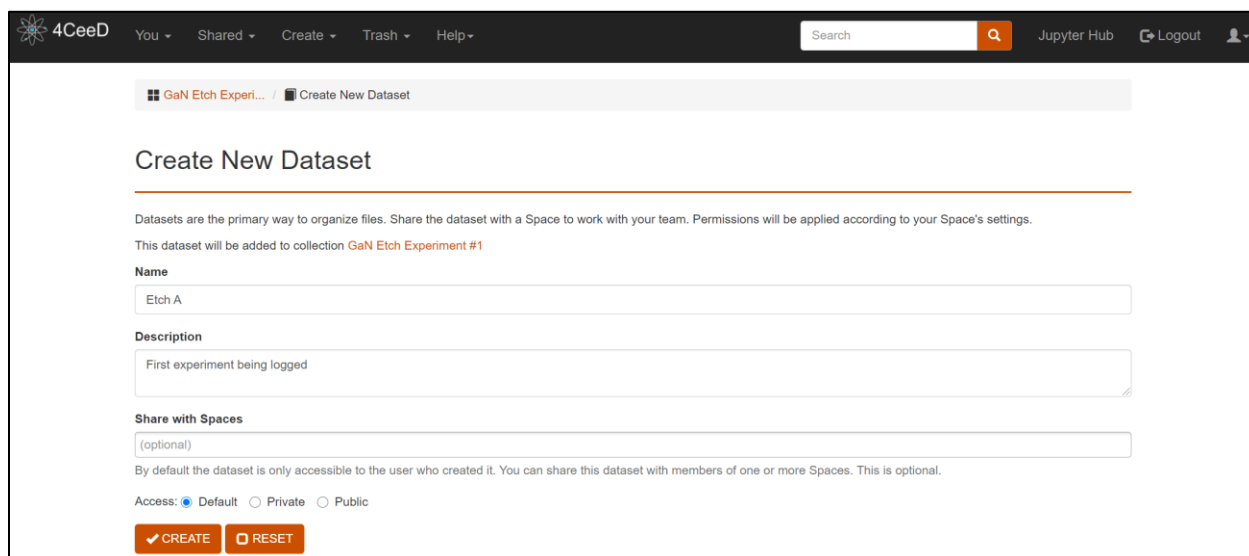 4CeeD You Shared Create Trash Help Search Jupyter Hub Logout
GaN Etch Experi... / Create New Dataset
Create New Dataset
Datasets are the primary way to organize files. Share the dataset with a Space to work with your team. Permissions will be applied according to your Space's settings.
This dataset will be added to collection GaN Etch Experiment #1
Name
Etch A
Description
First experiment being logged
Share with Spaces
(optional)
By default the dataset is only accessible to the user who created it. You can share this dataset with members of one or more Spaces. This is optional.
Access: Default Private Public
CREATE RESET